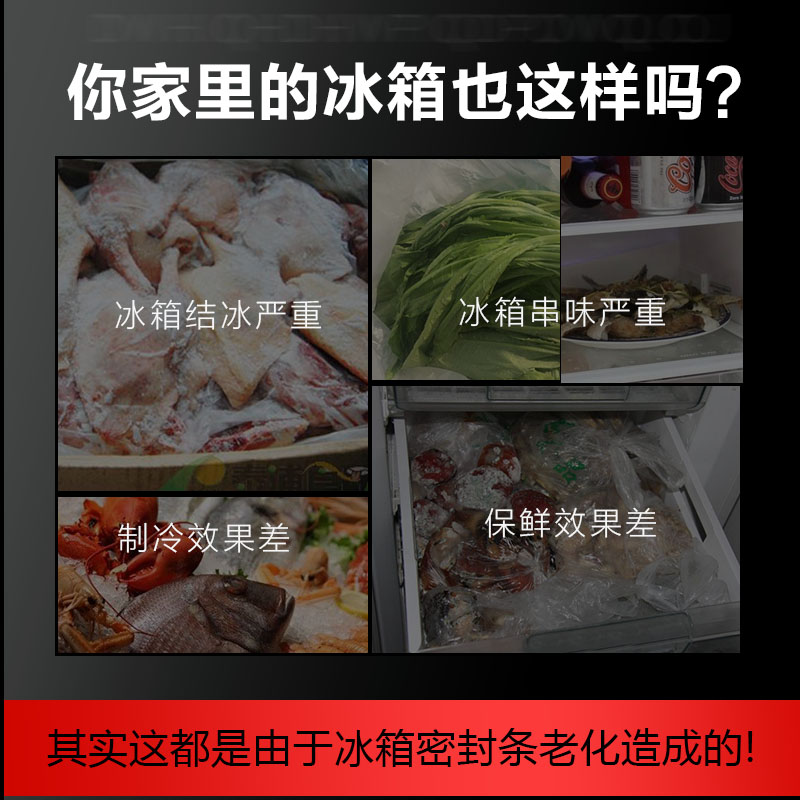 你家里的冰箱也这样吗?
冰箱结冰严重
冰箱串味严重
制冷效果差
保鲜效果差
其实这都是由于冰箱密封条老化造成的!